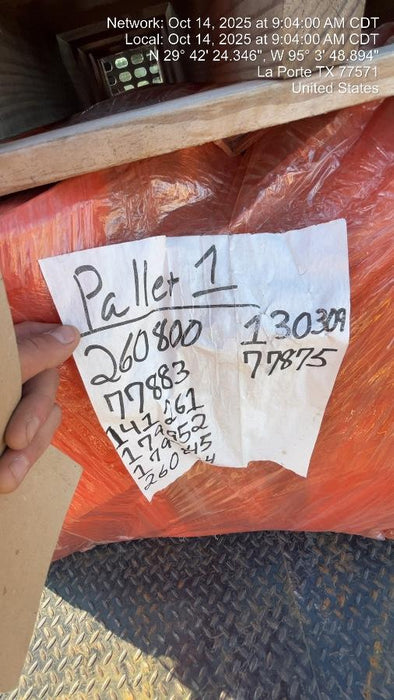 Network: Oct 14, 2025 at 9:04:00 AM CDT
Local: Oct 14, 2025 at 9:04:00 AM CDT
N 29° 42' 24.346", W 95° 3' 48.894"
La Porte TX 77571
United States
Pallet 1
260800
77883
141261
130309
77875